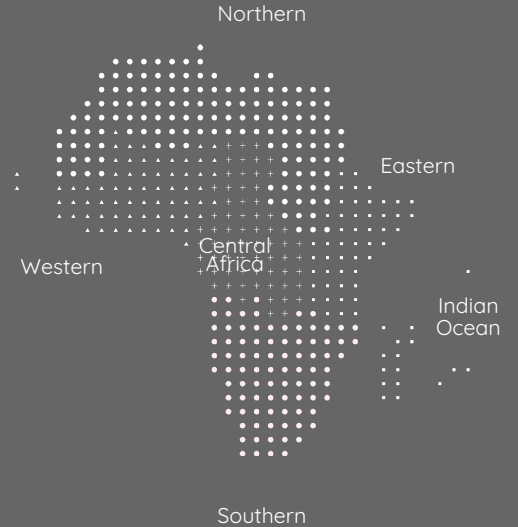 Northern
Eastern
Central
Africa
Western
Indian
Ocean
Southern